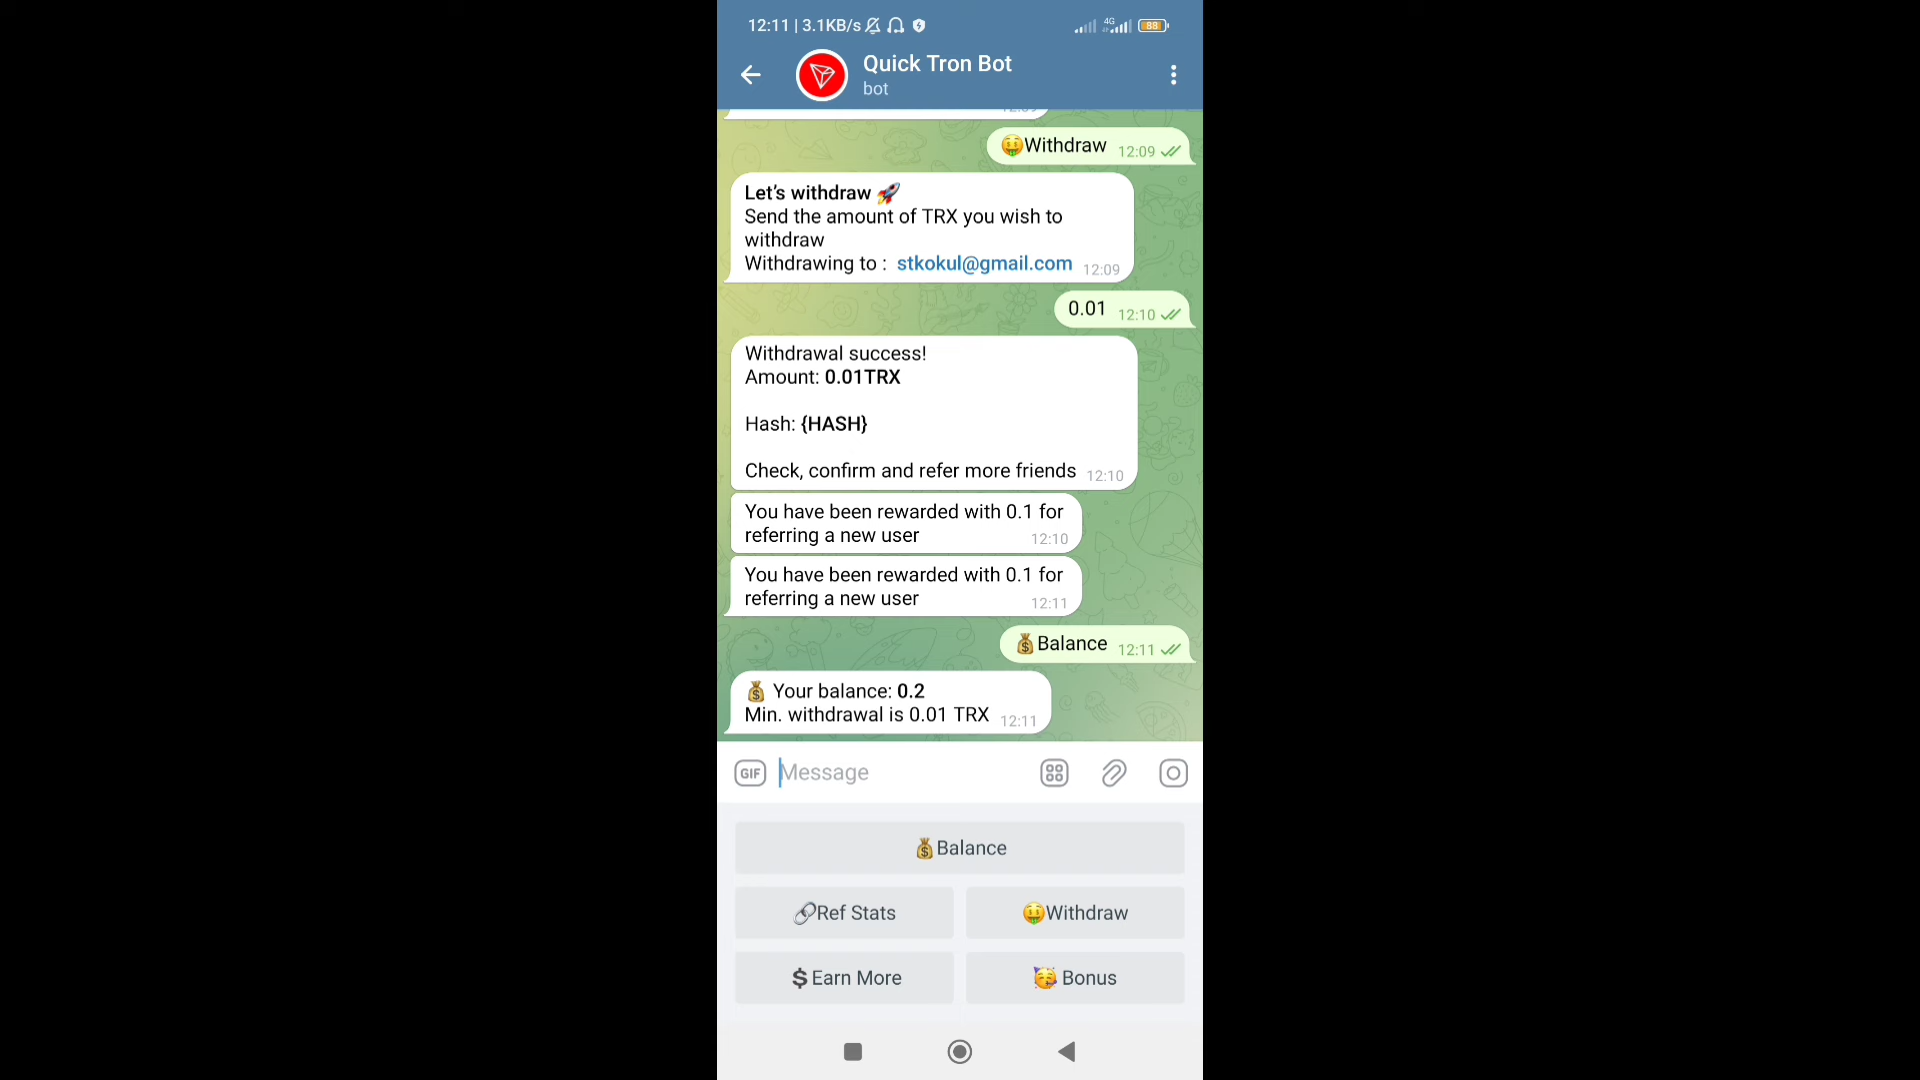 12:11 | 3.1KB/s
4G
88
Quick Tron Bot
bot
🤑Withdraw 12:09
Let's withdraw 🚀
Send the amount of TRX you wish to
withdraw
Withdrawing to : stkokul@gmail.com 12:09
0.01 12:10
Withdrawal success!
Amount: 0.01TRX
Hash: {HASH}
Check, confirm and refer more friends 12:10
You have been rewarded with 0.1 for
referring a new user 12:10
You have been rewarded with 0.1 for
referring a new user 12:11
💰Balance 12:11
💰 Your balance: 0.2
Min. withdrawal is 0.01 TRX 12:11
GIF Message
💰Balance
🔗Ref Stats
🤑Withdraw
$ Earn More
🥳 Bonus